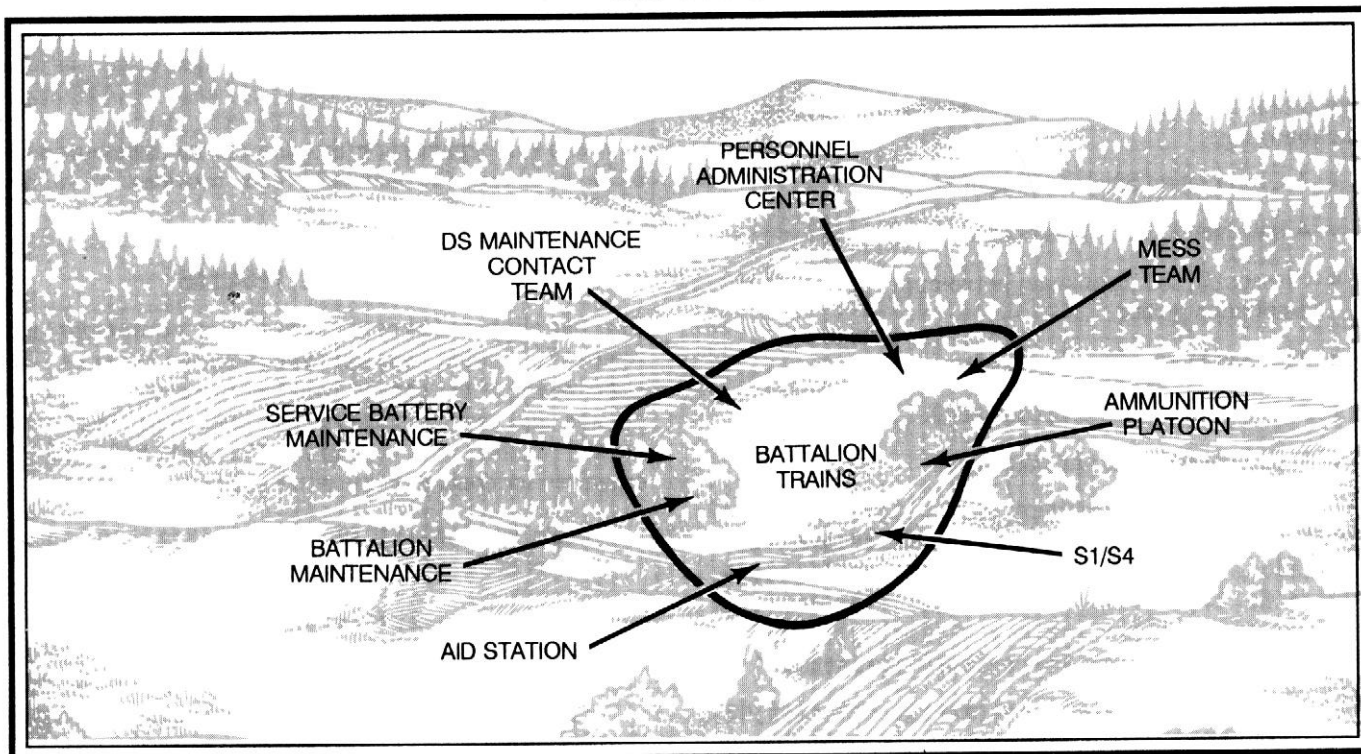 PERSONNEL
ADMINISTRATION
CENTER
DS MAINTENANCE
CONTACT
TEAM
MESS
TEAM
SERVICE BATTERY
MAINTENANCE
BATTALION
TRAINS
AMMUNITION
PLATOON
BATTALION
MAINTENANCE
S1/S4
AID STATION